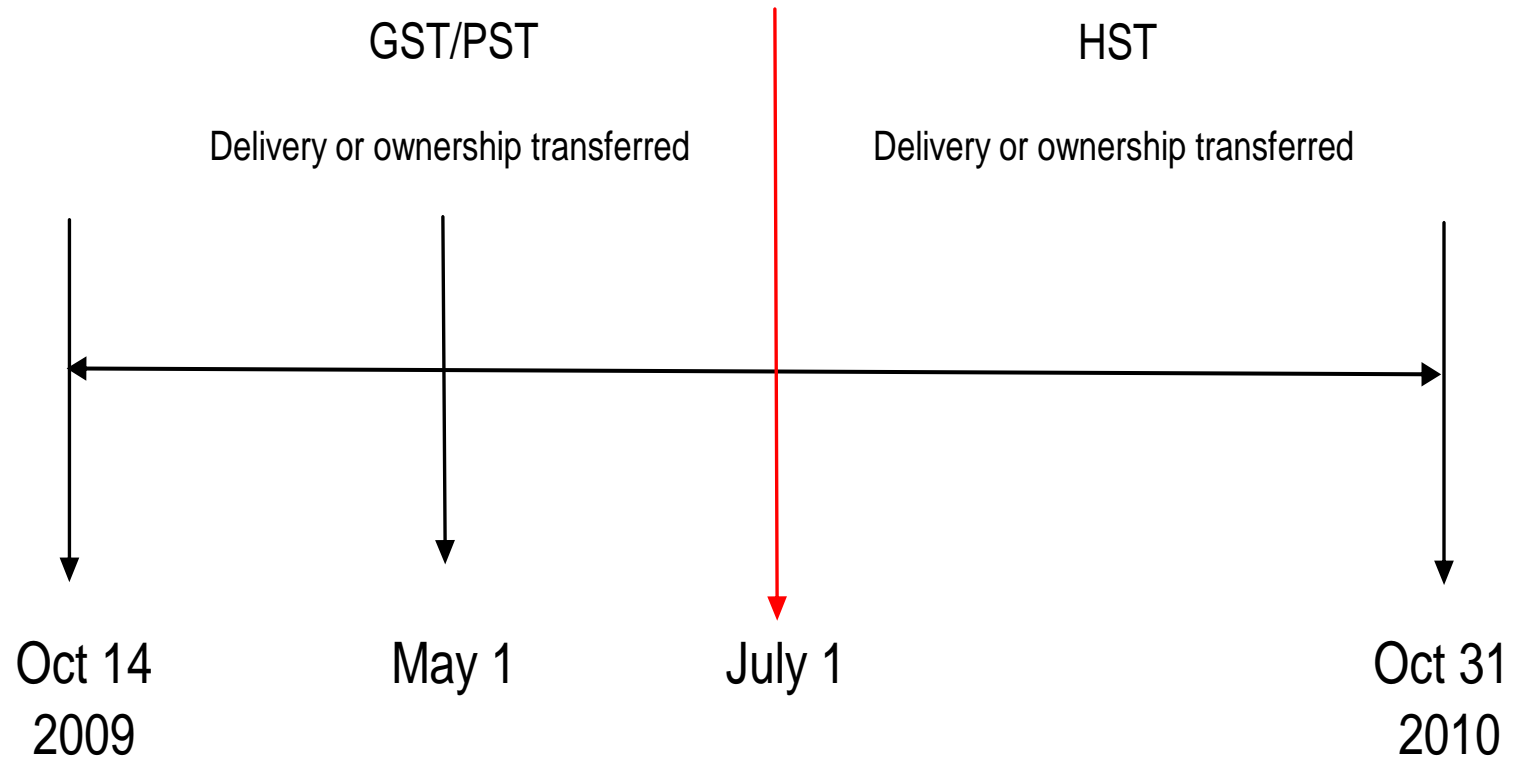 GST/PST
HST
Delivery or ownership transferred
Delivery or ownership transferred
Oct 14
2009
May 1
July 1
Oct 31
2010